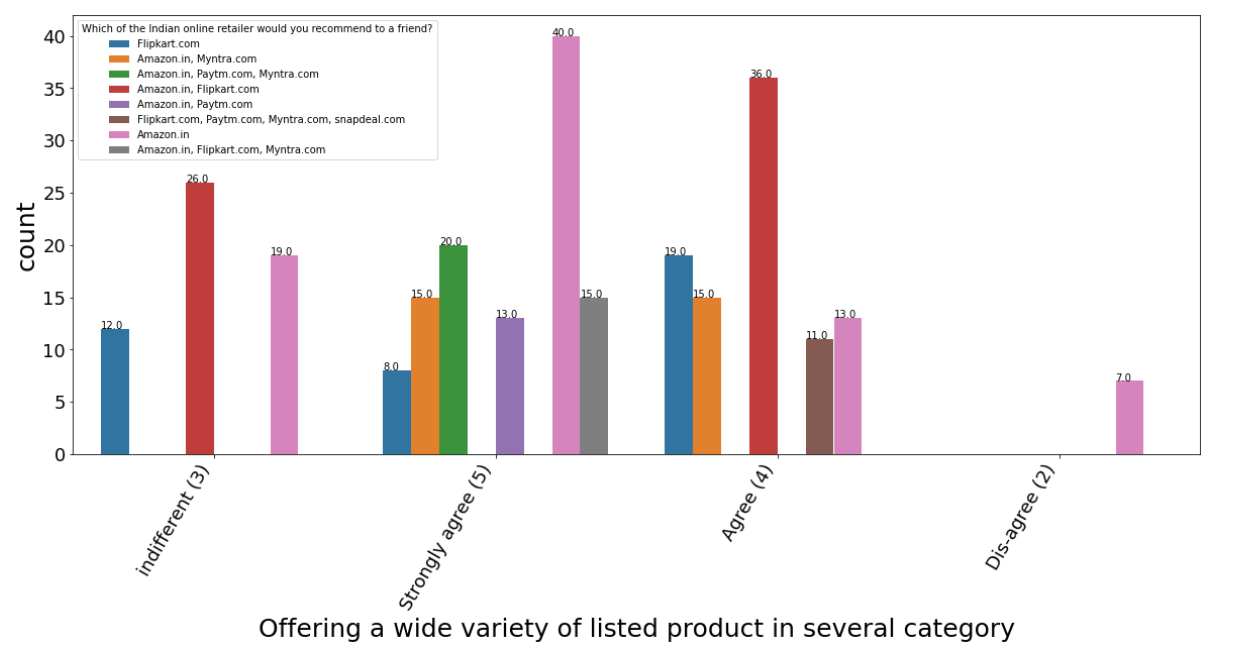 Which of the Indian online retailer would you recommend to a friend?
Flipkart.com
Amazon.in, Myntra.com
Amazon.in, Paytm.com, Myntra.com
Amazon.in, Flipkart.com
Amazon.in, Paytm.com
Flipkart.com, Paytm.com, Myntra.com, snapdeal.com
Amazon.in
Amazon.in, Flipkart.com, Myntra.com
count
40
35
30
25
20
15
10
5
0
12.0
26.0
19.0
8.0
15.0
20.0
13.0
40.0
15.0
19.0
15.0
36.0
11.0
13.0
7.0
indifferent (3)
Strongly agree (5)
Agree (4)
Dis-agree (2)
Offering a wide variety of listed product in several category